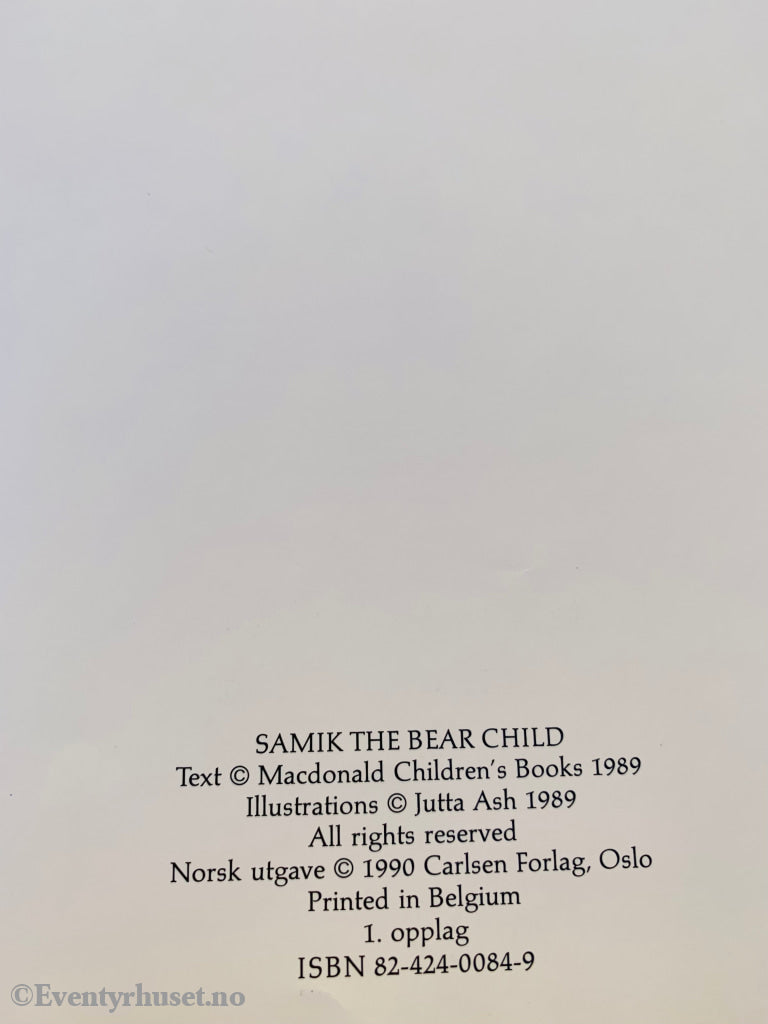 SAMIK THE BEAR CHILD
Text © Macdonald Children's Books 1989
Illustrations © Jutta Ash 1989
All rights reserved
Norsk utgave © 1990 Carlsen Forlag, Oslo
Printed in Belgium
1. opplag
ISBN 82-424-0084-9
©Eventyrhuset.no